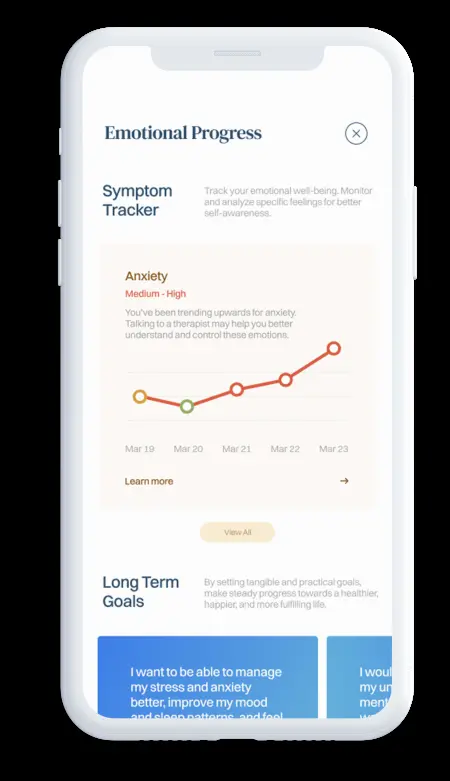 Emotional Progress
Symptom
Tracker
Track your emotional well-being. Monitor
and analyze specific feelings for better
self-awareness.
Anxiety
Medium - High
You've been trending upwards for anxiety.
Talking to a therapist may help you better
understand and control these emotions.
Mar 19 Mar 20 Mar 21 Mar 22 Mar 23
Learn more
View All
Long Term
Goals
By setting tangible and practical goals,
make steady progress towards a healthier,
happier, and more fulfilling life.
I want to be able to manage
my stress and anxiety
better, improve my mood
and sleep patterns, and feel
I woul
my un
ment